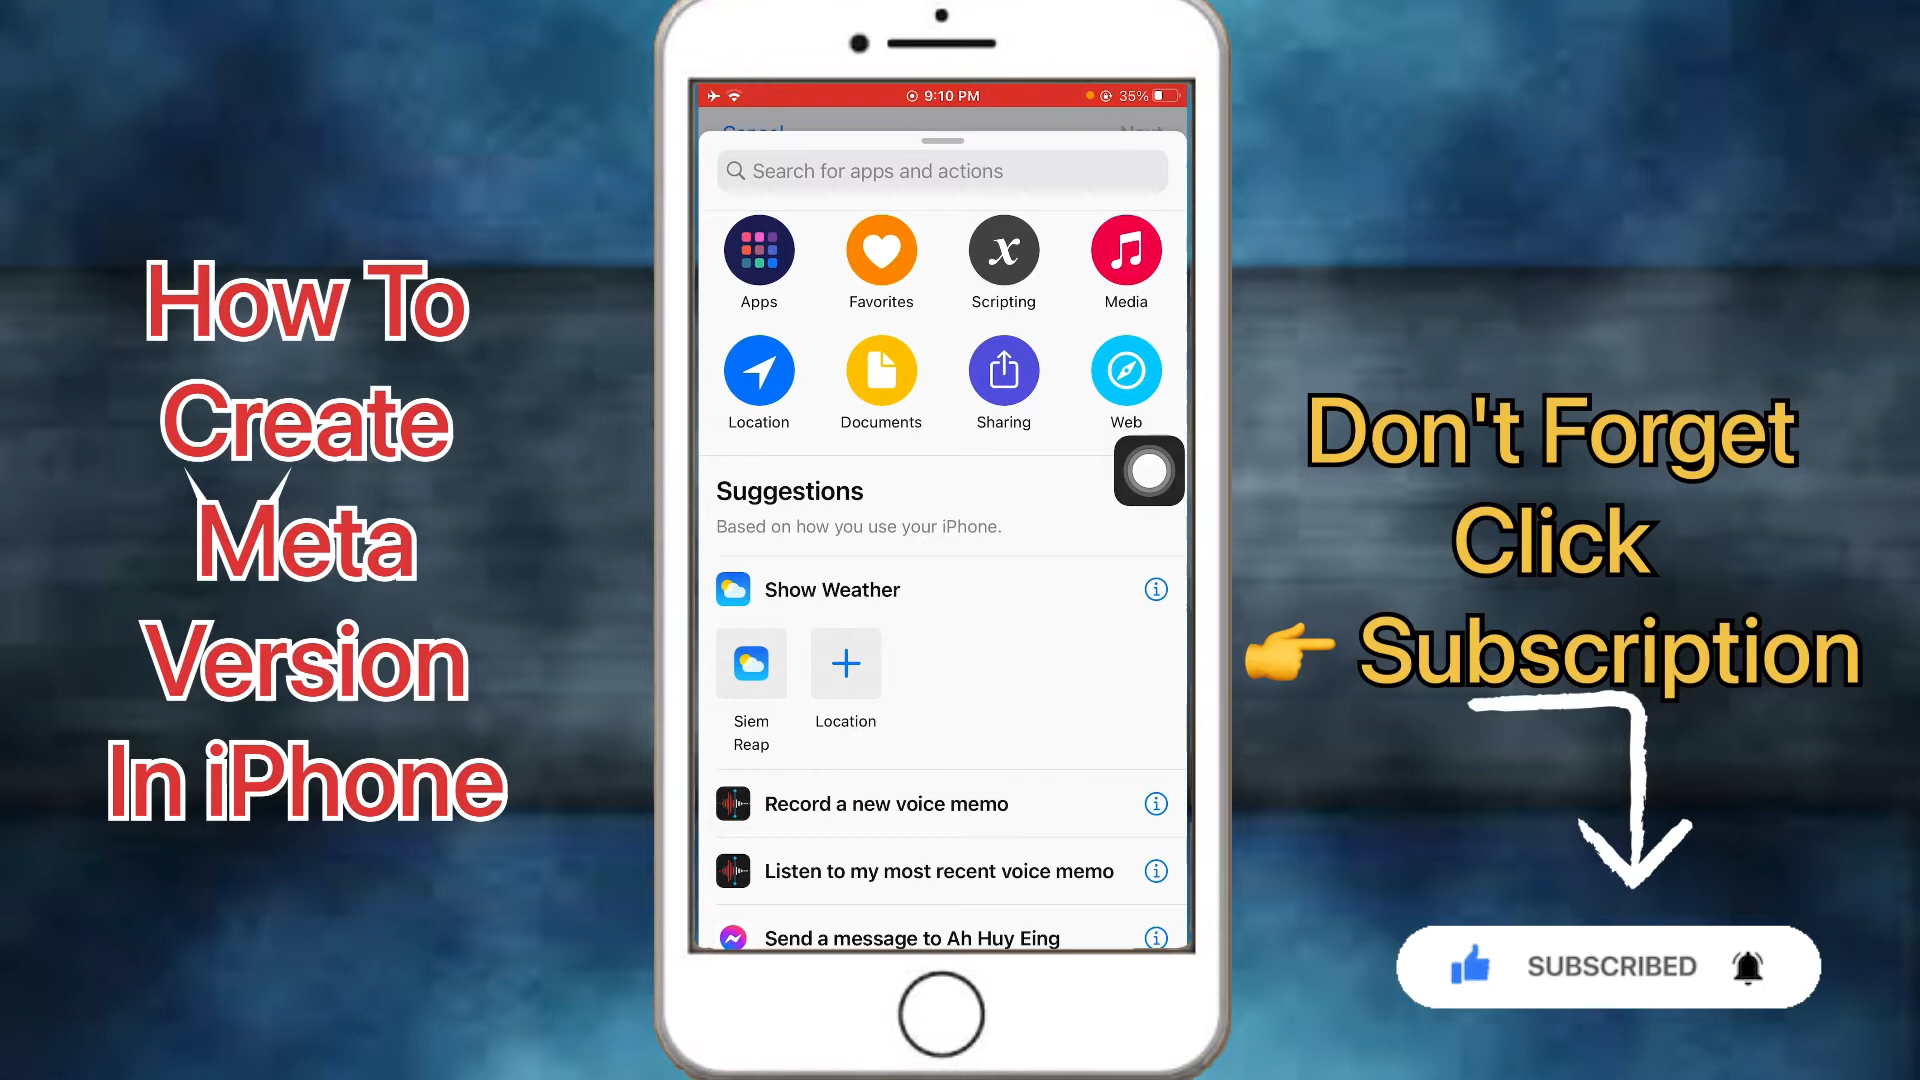 How To
Create
Meta
Version
In iPhone
9:10 PM
35%
Cancel
Next
Search for apps and actions
Apps
Favorites
Scripting
Media
Location
Documents
Sharing
Web
Suggestions
Based on how you use your iPhone.
Show Weather
Siem
Reap
Location
Record a new voice memo
Listen to my most recent voice memo
Send a message to Ah Huy Eing
Don't Forget
Click
👉 Subscription
SUBSCRIBED